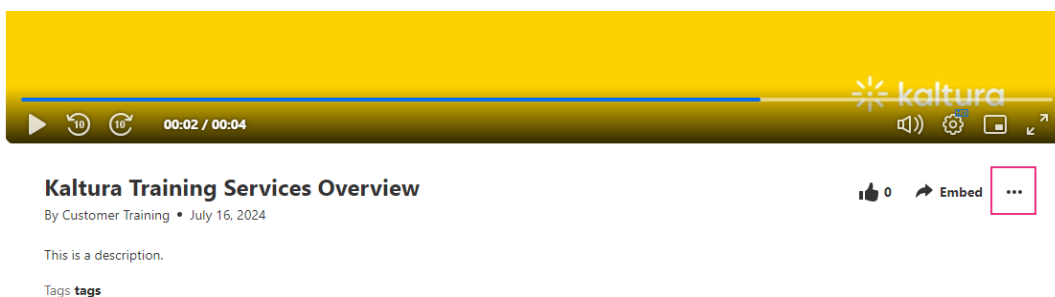 kaltura
10 10 00:02 / 00:04
Kaltura Training Services Overview
0 Embed ...
By Customer Training • July 16, 2024
This is a description.
Tags tags